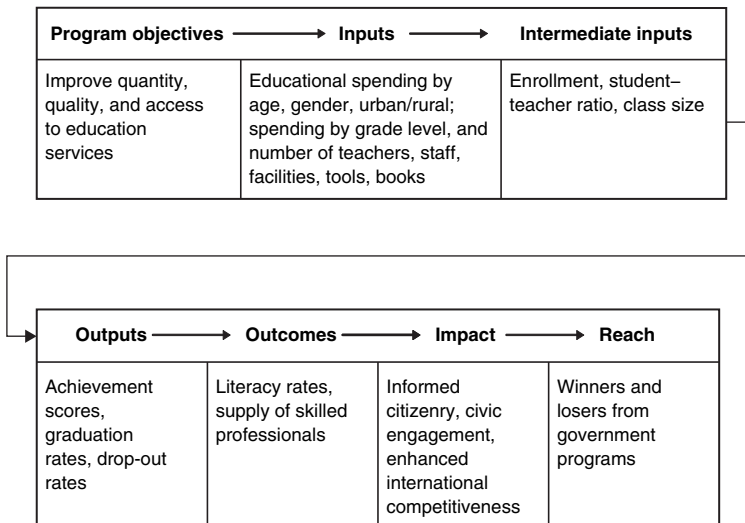 Program objectives Inputs Intermediate inputs
Improve quantity,
quality, and access
to education
services
Educational spending by
age, gender, urban/rural;
spending by grade level, and
number of teachers, staff,
facilities, tools, books
Enrollment, student–
teacher ratio, class size
Outputs Outcomes Impact Reach
Achievement
scores,
graduation
rates, drop-out
rates
Literacy rates,
supply of skilled
professionals
Informed
citizenry, civic
engagement,
enhanced
international
competitiveness
Winners and
losers from
government
programs